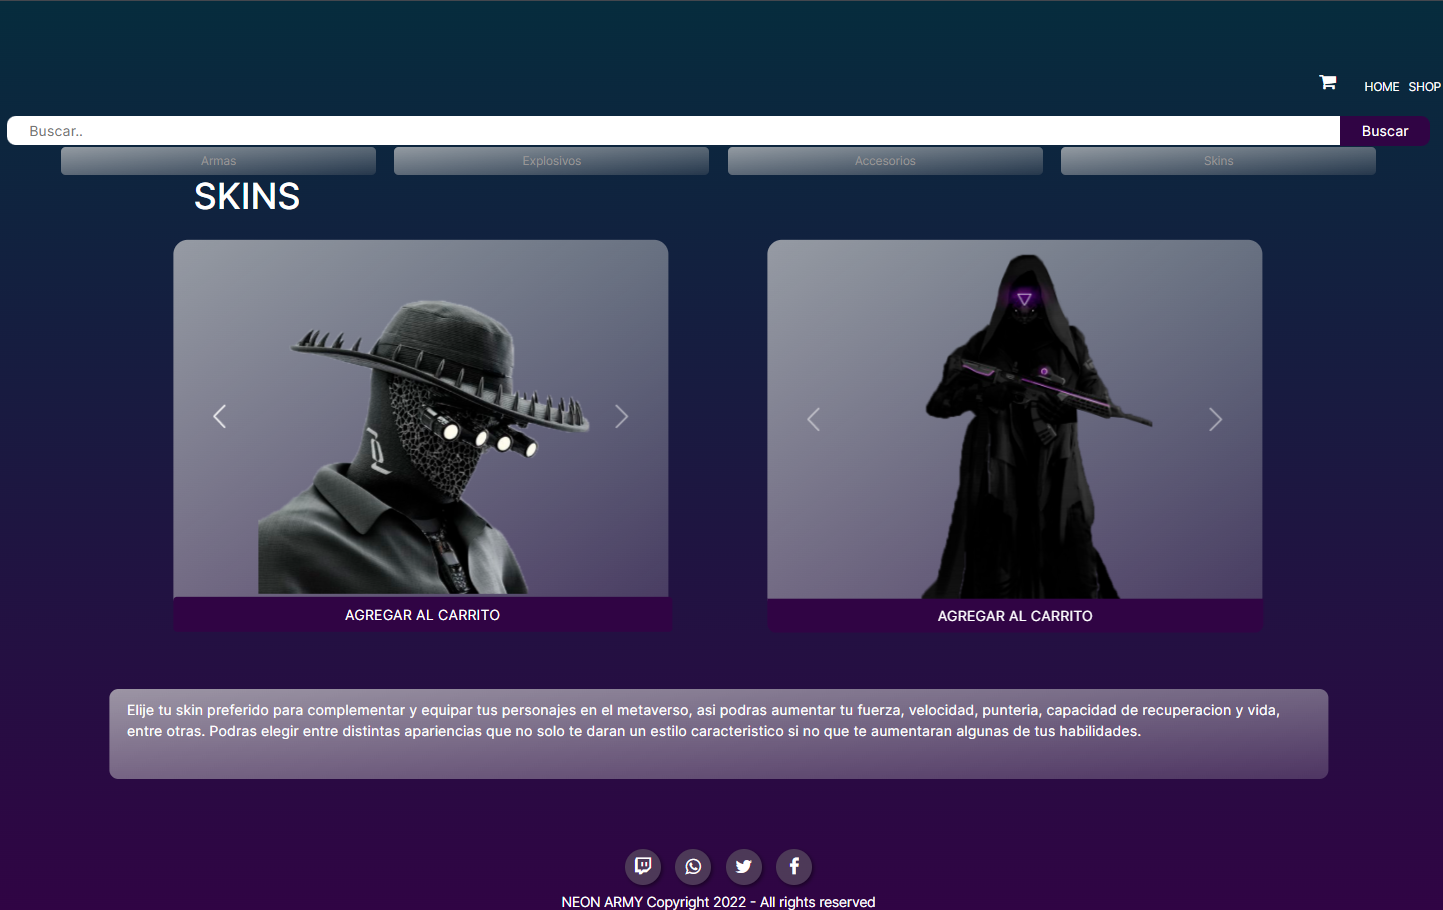 HOME SHOP
Buscar.. Buscar
Armas Explosivos Accesorios Skins
SKINS
AGREGAR AL CARRITO AGREGAR AL CARRITO
Elije tu skin preferido para complementar y equipar tus personajes en el metaverso, asi podras aumentar tu fuerza, velocidad, punteria, capacidad de recuperacion y vida,
entre otras. Podras elegir entre distintas apariencias que no solo te daran un estilo caracteristico si no que te aumentaran algunas de tus habilidades.
NEON ARMY Copyright 2022 - All rights reserved